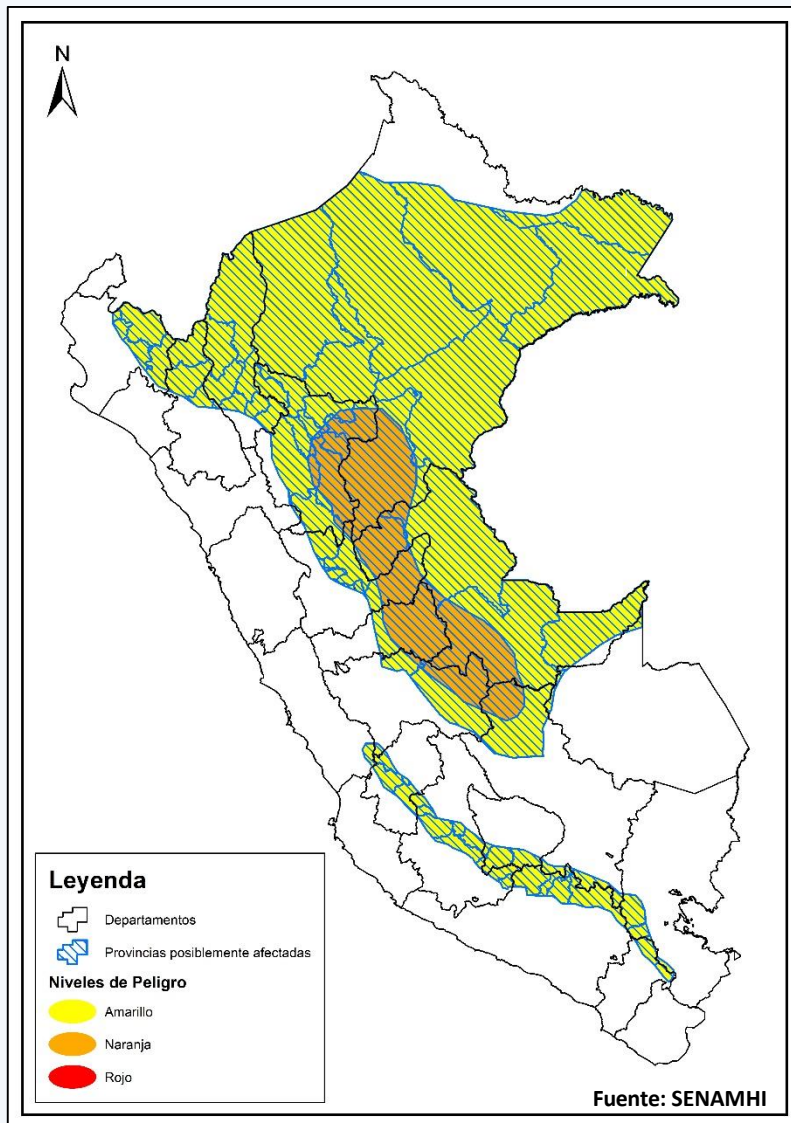 N
Leyenda
Departamentos
Provincias posiblemente afectadas
Niveles de Peligro
Amarillo
Naranja
Rojo
Fuente: SENAMHI